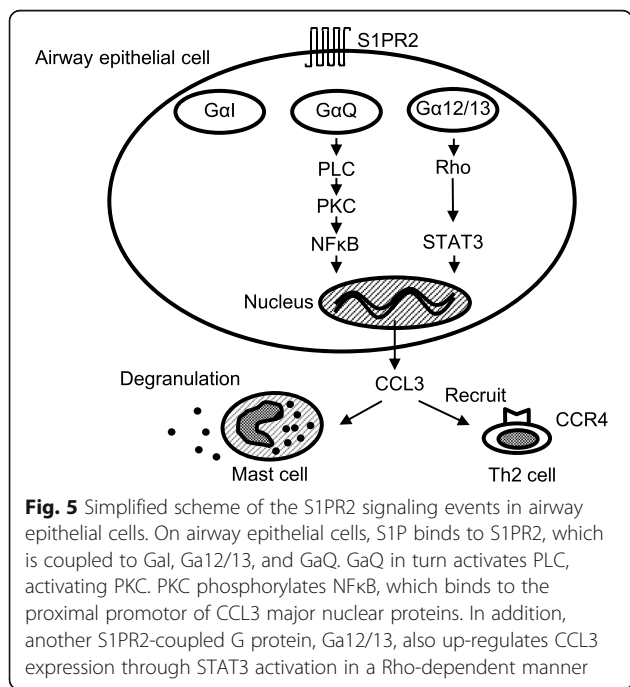 S1PR2
Airway epithelial cell
GαI
GαQ
Gα12/13
PLC
Rho
PKC
NFκB
STAT3
Nucleus
CCL3
Degranulation
Recruit
CCR4
Mast cell
Th2 cell
Fig. 5 Simplified scheme of the S1PR2 signaling events in airway
epithelial cells. On airway epithelial cells, S1P binds to S1PR2, which
is coupled to GaI, Ga12/13, and GaQ. GaQ in turn activates PLC,
activating PKC. PKC phosphorylates NFκB, which binds to the
proximal promotor of CCL3 major nuclear proteins. In addition,
another S1PR2-coupled G protein, Ga12/13, also up-regulates CCL3
expression through STAT3 activation in a Rho-dependent manner